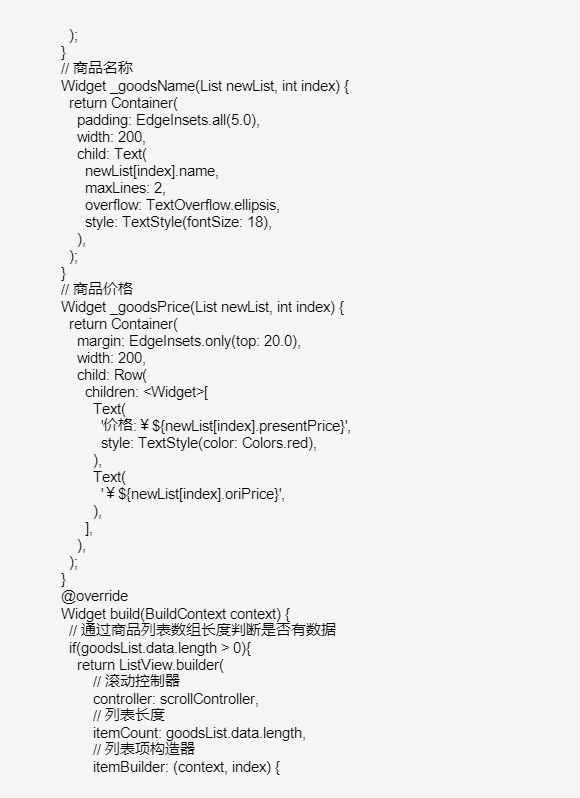 );
}
// 商品名称
Widget _goodsName(List newList, int index) {
  return Container(
    padding: EdgeInsets.all(5.0),
    width: 200,
    child: Text(
      newList[index].name,
      maxLines: 2,
      overflow: TextOverflow.ellipsis,
      style: TextStyle(fontSize: 18),
    ),
  );
}
// 商品价格
Widget _goodsPrice(List newList, int index) {
  return Container(
    margin: EdgeInsets.only(top: 20.0),
    width: 200,
    child: Row(
      children: <Widget>[
        Text(
          '价格:￥${newList[index].presentPrice}',
          style: TextStyle(color: Colors.red),
        ),
        Text(
          '￥${newList[index].oriPrice}',
        ),
      ],
    ),
  );
}
@override
Widget build(BuildContext context) {
  // 通过商品列表数组长度判断是否有数据
  if(goodsList.data.length > 0){
    return ListView.builder(
        // 滚动控制器
        controller: scrollController,
        // 列表长度
        itemCount: goodsList.data.length,
        // 列表项构造器
        itemBuilder: (context, index) {